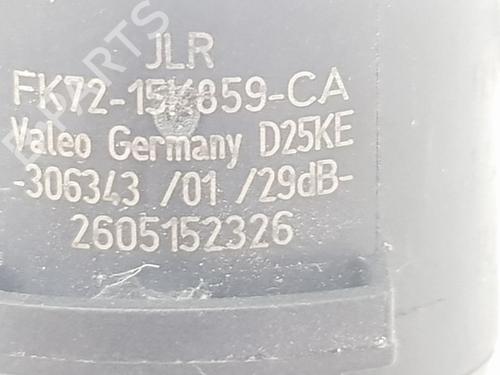 JLR
FK72-15K859-CA
Valeo Germany D25KE
-306343 /01 /29dB-
2605152326